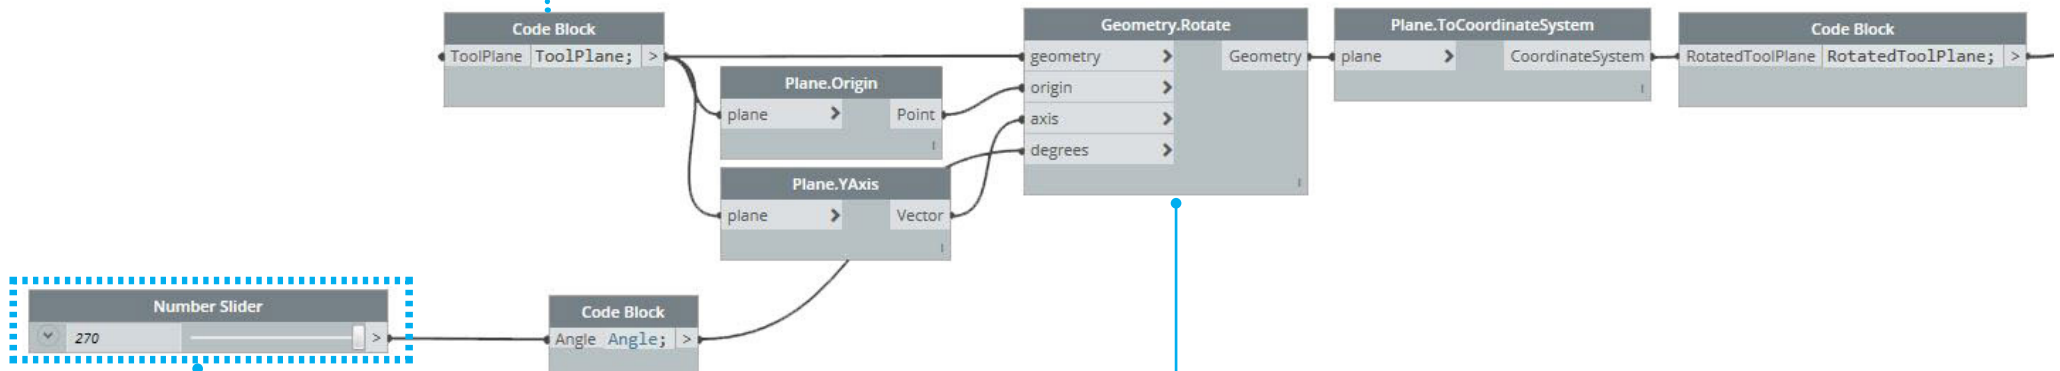 Code Block
ToolPlane ToolPlane; >
Plane.Origin
plane > Point
Plane.YAxis
plane > Vector
Number Slider
270 >
Code Block
Angle Angle; >
Geometry.Rotate
geometry > Geometry
origin >
axis >
degrees >
Plane.ToCoordinateSystem
plane > CoordinateSystem
Code Block
RotatedToolPlane RotatedToolPlane; >